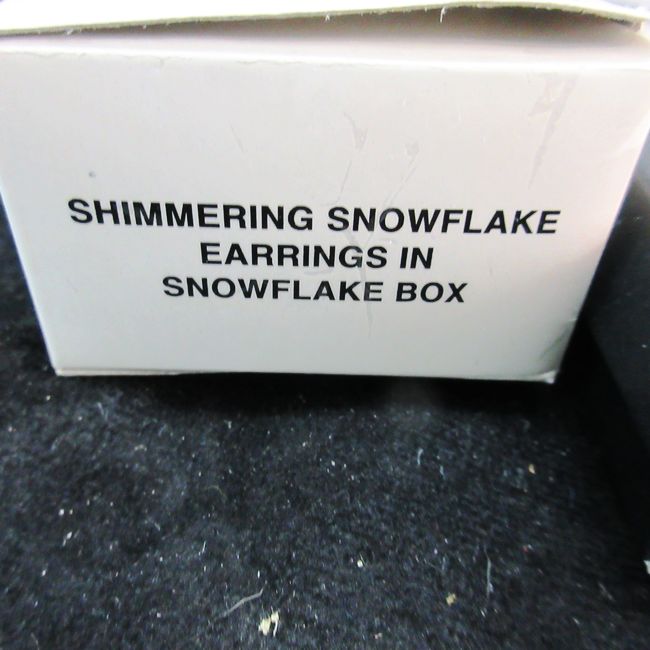 SHIMMERING SNOWFLAKE
EARRINGS IN
SNOWFLAKE BOX